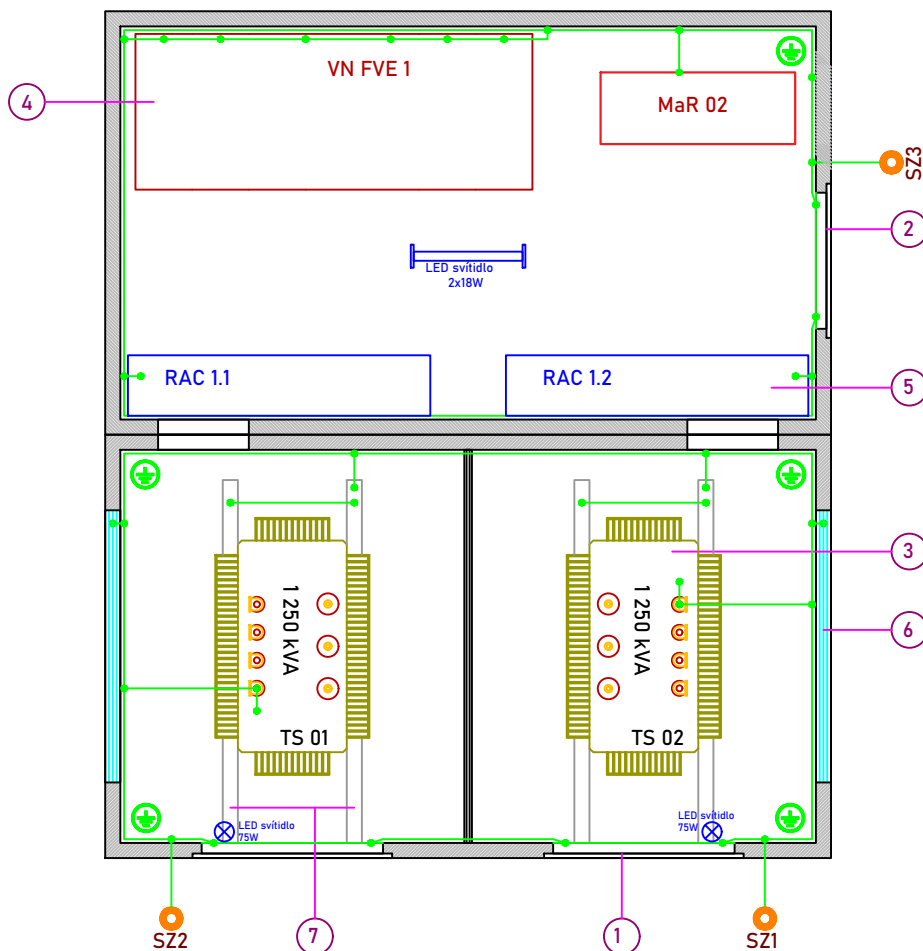 VN FVE 1
4
MaR 02
SZ3
2
LED svítidlo
2x18W
RAC 1.1
RAC 1.2
5
3
1 250 kVA
1 250 kVA
6
TS 01
TS 02
LED svítidlo
75W
LED svítidlo
75W
SZ2
7
1
SZ1